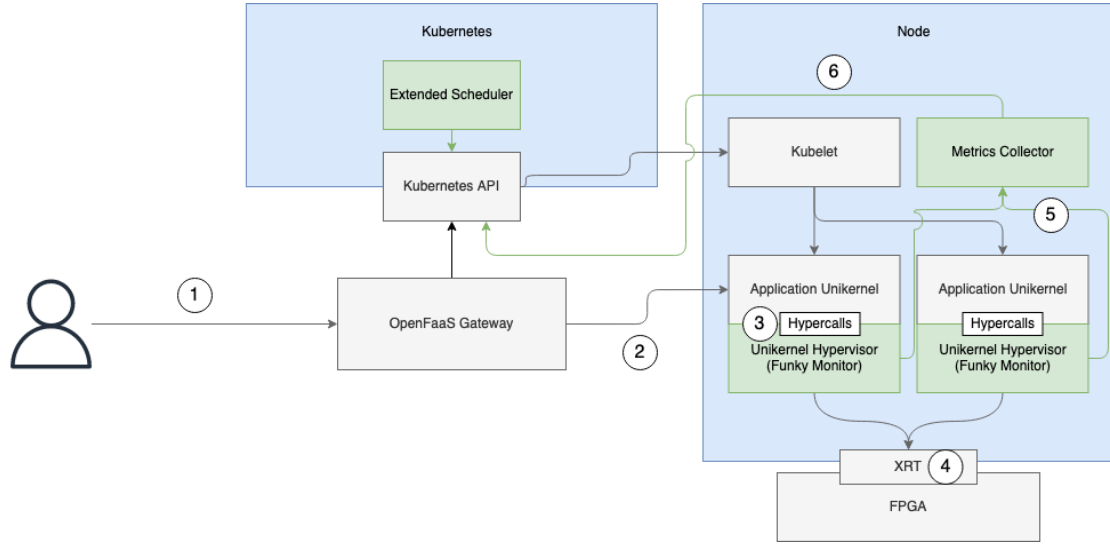 Kubernetes
Node
6
Extended Scheduler
Kubelet
Metrics Collector
Kubernetes API
5
1
OpenFaaS Gateway
2
Application Unikernel
Application Unikernel
3
Hypercalls
Hypercalls
Unikernel Hypervisor
(Funky Monitor)
Unikernel Hypervisor
(Funky Monitor)
XRT
4
FPGA